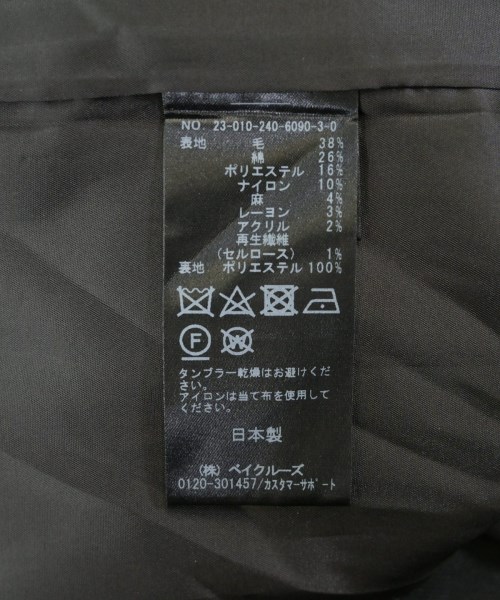 NO. 23-010-240-6090-3-0
表地 毛 38%
綿 26%
ポリエステル 16%
ナイロン 10%
麻 4%
レーヨン 3%
アクリル 2%
再生繊維
(セルロース) 1%
裏地 ポリエステル 100%
F W
タンブラー乾燥はお避けくだ
さい。
アイロンは当て布を使用して
ください。
日本製
(株) ベイクルーズ
0120-301457/カスタマーサポート